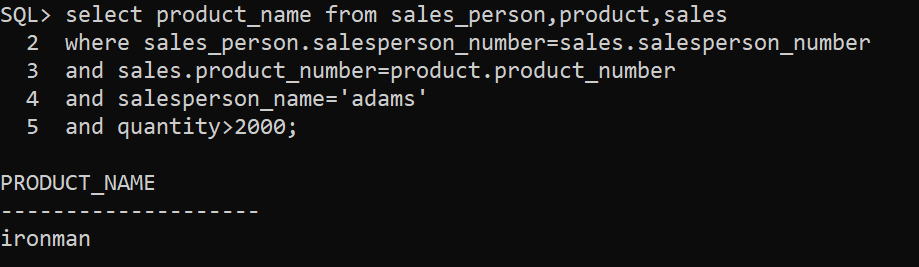 SQL> select product_name from sales_person,product,sales
  2  where sales_person.salesperson_number=sales.salesperson_number
  3  and sales.product_number=product.product_number
  4  and salesperson_name='adams'
  5  and quantity>2000;

PRODUCT_NAME
--------------------
ironman